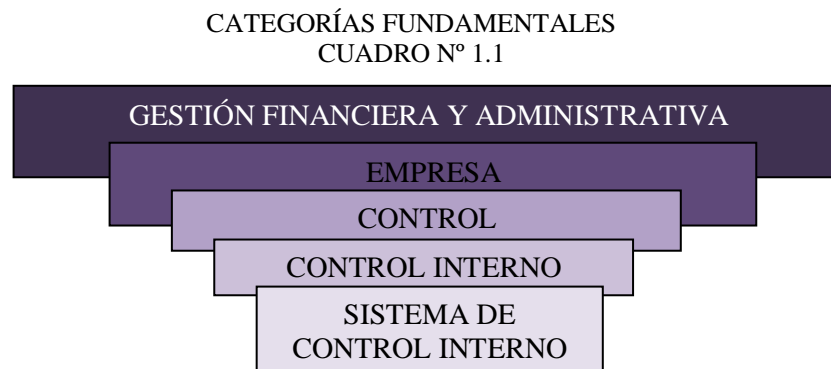 CATEGORÍAS FUNDAMENTALES
CUADRO Nº 1.1
GESTIÓN FINANCIERA Y ADMINISTRATIVA
EMPRESA
CONTROL
CONTROL INTERNO
SISTEMA DE
CONTROL INTERNO